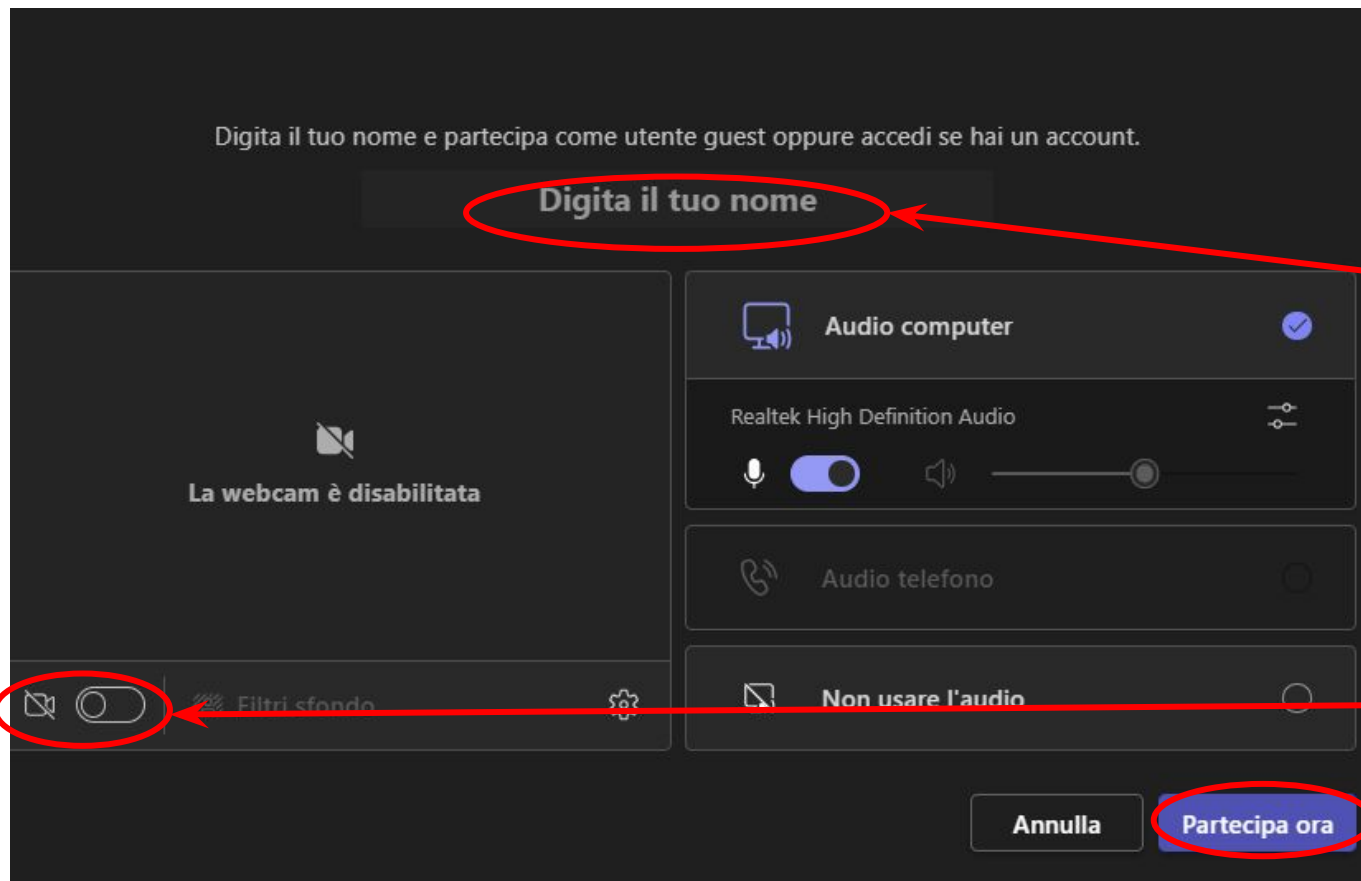 Digita il tuo nome e partecipa come utente guest oppure accedi se hai un account.
Digita il tuo nome
Audio computer
Realtek High Definition Audio
La webcam è disabilitata
Audio telefono
Filtri sfondo
Non usare l'audio
Annulla
Partecipa ora